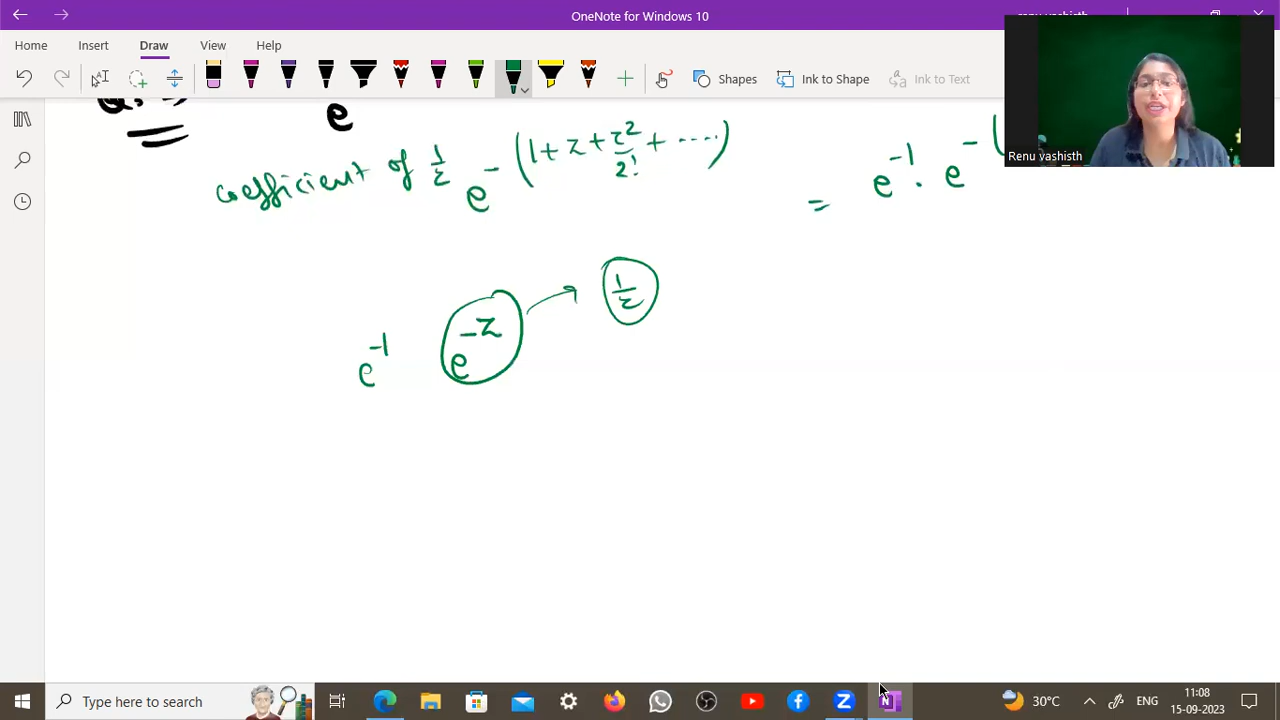 OneNote for Windows 10
renu vashisth
Home Insert Draw View Help
Shapes Ink to Shape Ink to Text
Renu vashisth
e
coefficient of 1/z e^-(1+z+z²/2!+----) = e^-1 . e^-(
e^-1 e^-z → 1/z
Type here to search
30°C
ENG
11:08
15-09-2023